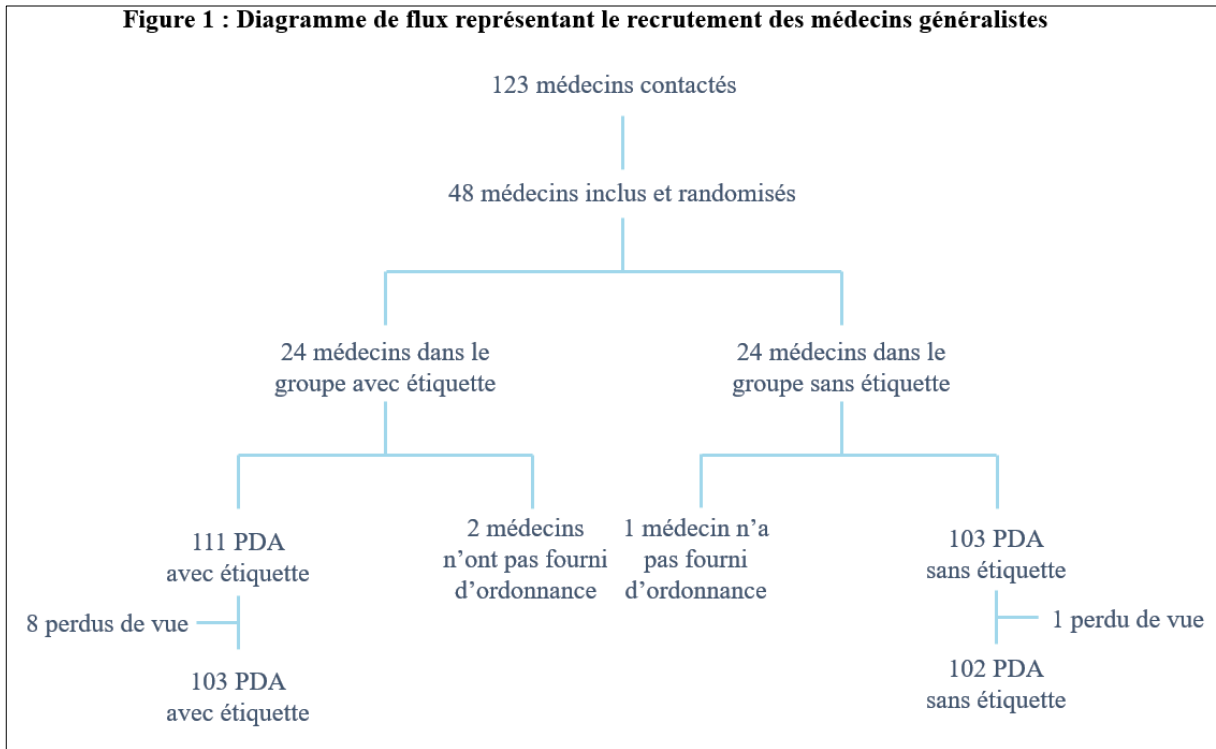 Figure 1 : Diagramme de flux représentant le recrutement des médecins généralistes
123 médecins contactés
48 médecins inclus et randomisés
24 médecins dans le
groupe avec étiquette
24 médecins dans le
groupe sans étiquette
111 PDA
avec étiquette
2 médecins
n’ont pas fourni
d’ordonnance
1 médecin n’a
pas fourni
d’ordonnance
103 PDA
sans étiquette
8 perdus de vue
1 perdu de vue
103 PDA
avec étiquette
102 PDA
sans étiquette